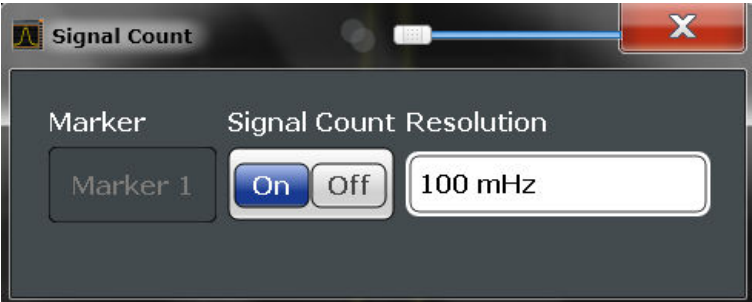 Signal Count
X
Marker Signal Count Resolution
Marker 1 On Off 100 mHz